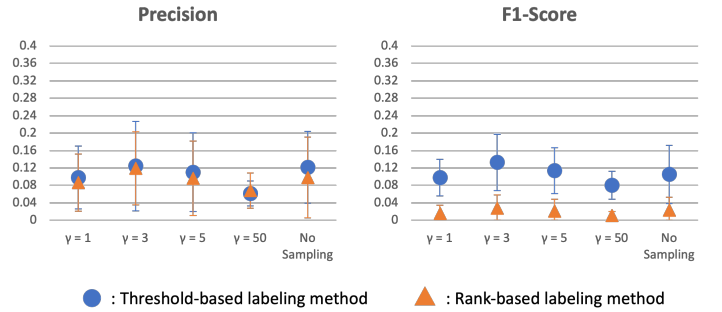 Precision
0.4
0.36
0.32
0.28
0.24
0.2
0.16
0.12
0.08
0.04
0
γ = 1
γ = 3
γ = 5
γ = 50
No
Sampling
F1-Score
0.4
0.36
0.32
0.28
0.24
0.2
0.16
0.12
0.08
0.04
0
γ = 1
γ = 3
γ = 5
γ = 50
No
Sampling
: Threshold-based labeling method
: Rank-based labeling method